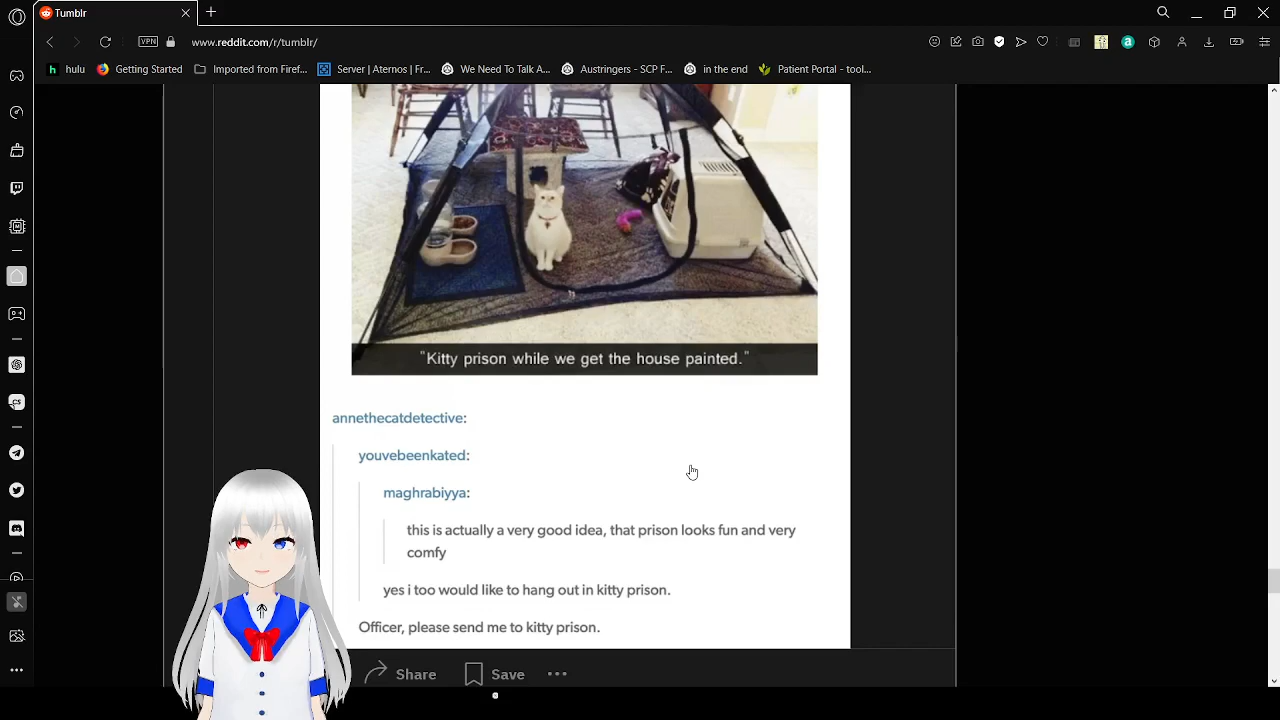 Tumblr
VPN
www.reddit.com/r/tumblr/
hulu
Getting Started
Imported from Firef...
Server | Aternos | Fr...
We Need To Talk A...
Austringers - SCP F...
in the end
Patient Portal - tool...
"Kitty prison while we get the house painted."
annethecatdetective:
youvebeenkated:
maghrabiyya:
this is actually a very good idea, that prison looks fun and very
comfy
yes i too would like to hang out in kitty prison.
Officer, please send me to kitty prison.
Share
Save